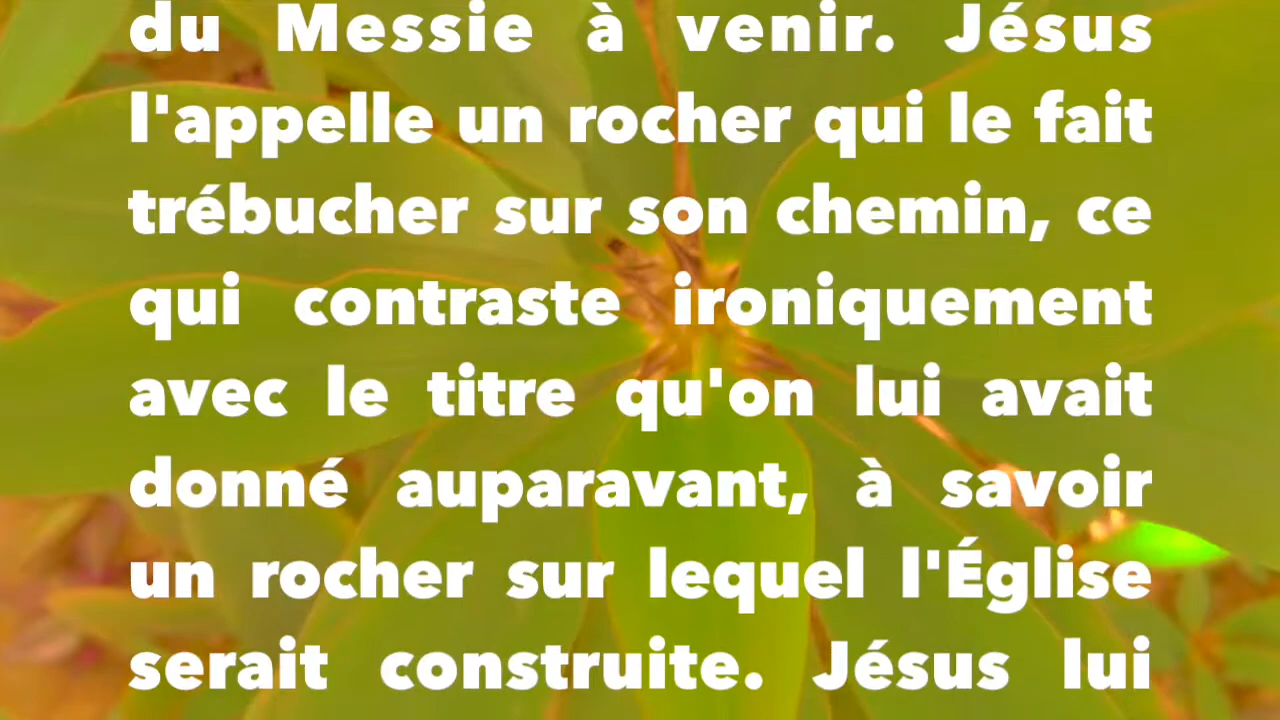 du Messie à venir. Jésus
l'appelle un rocher qui le fait
trébucher sur son chemin, ce
qui contraste ironiquement
avec le titre qu'on lui avait
donné auparavant, à savoir
un rocher sur lequel l'Église
serait construite. Jésus lui